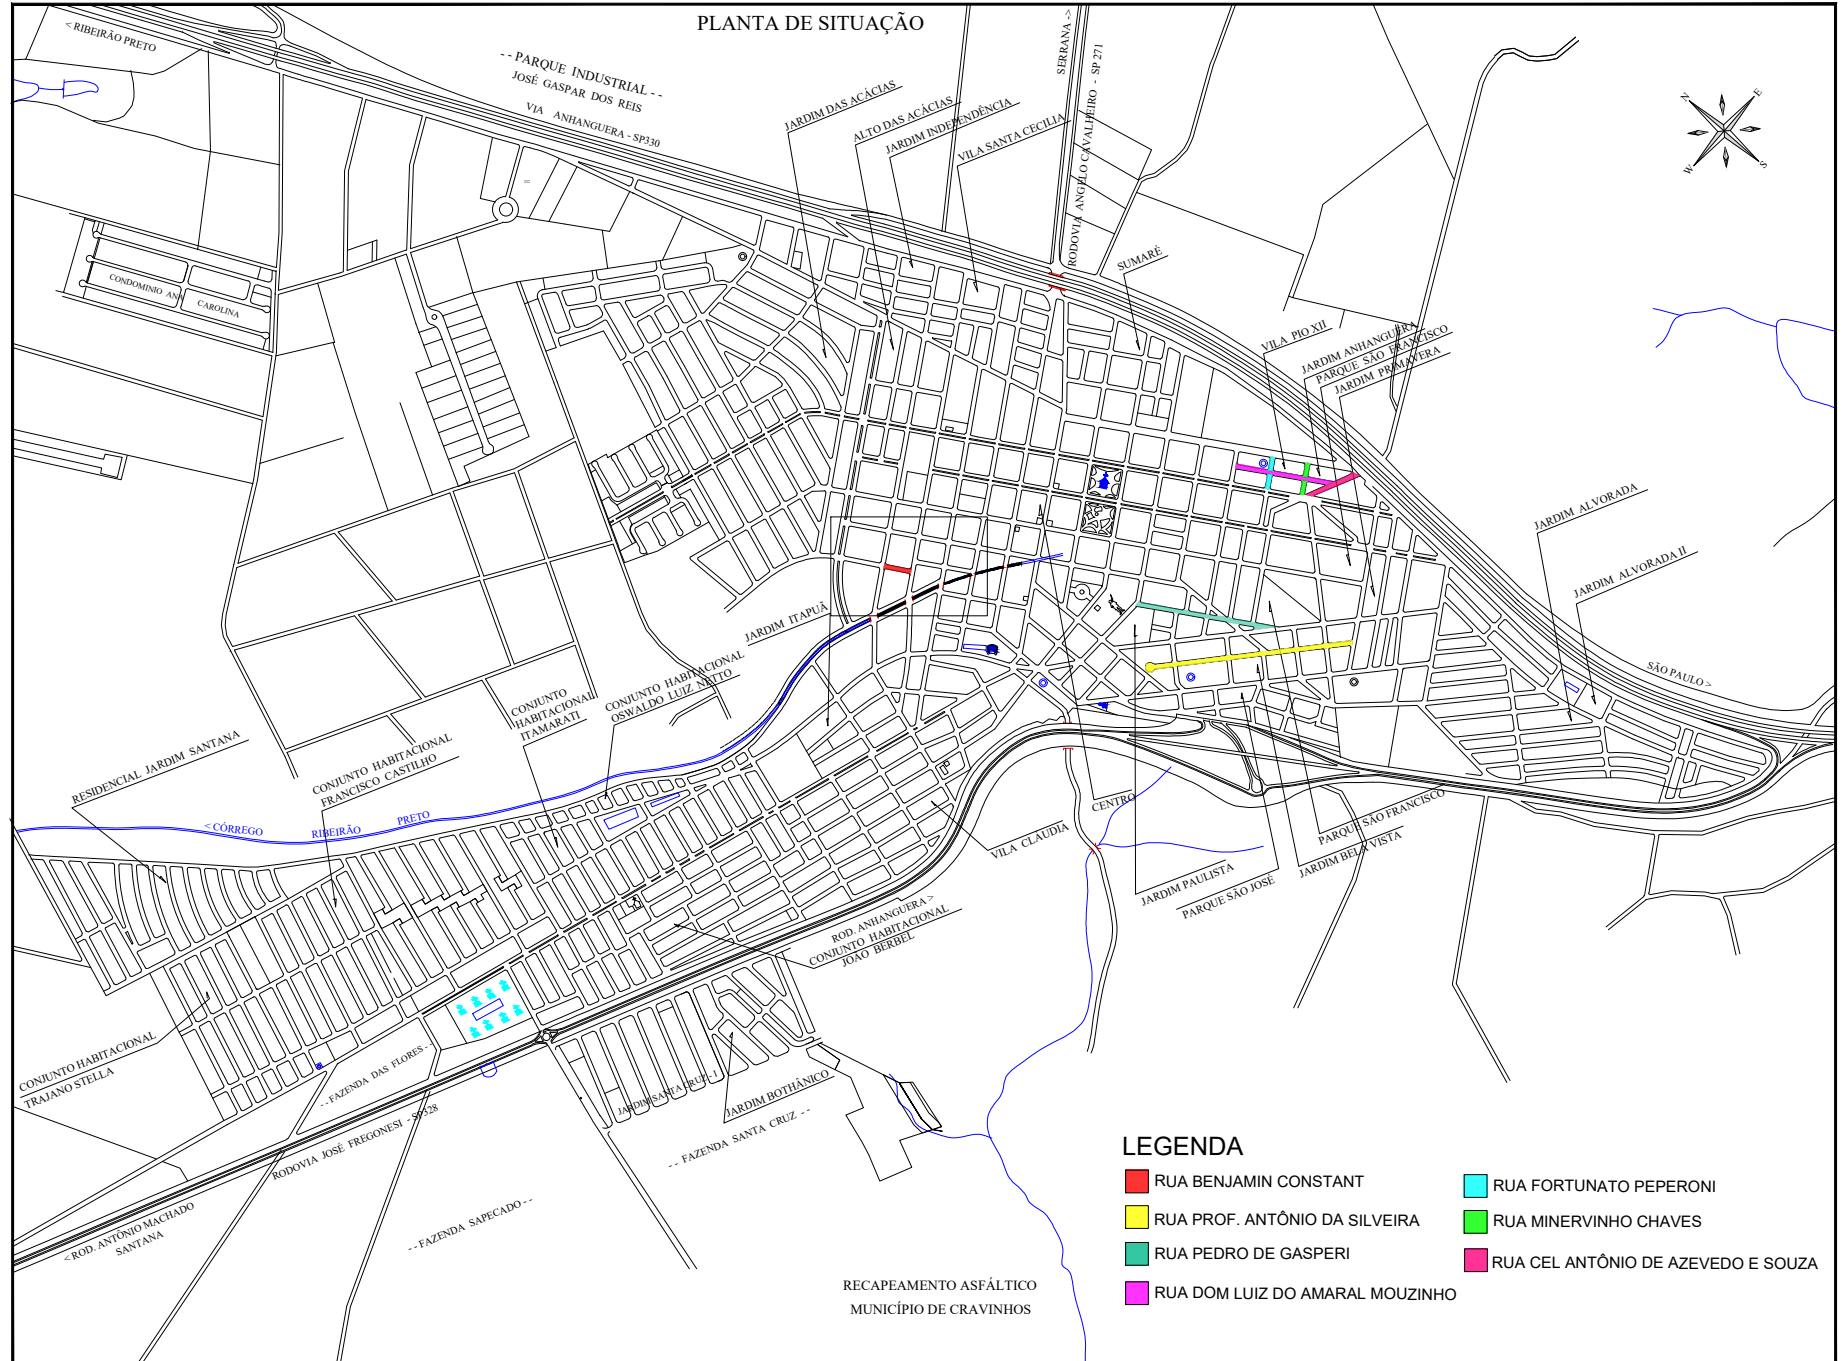 PLANTA DE SITUAÇÃO
< RIBEIRÃO PRETO
-- PARQUE INDUSTRIAL --
JOSÉ GASPAR DOS REIS
VIA ANHANGUERA - SP330
SERRANA ->
RODOVIA ANGELO CAVALHEIRO - SP 271
JARDIM DAS ACÁCIAS
ALTO DAS ACÁCIAS
JARDIM INDEPENDÊNCIA
VILA SANTA CECILIA
N
E
W
S
SUMARÉ
CONDOMINIO ANA
CAROLINA
VILA PIO XII
JARDIM ANHANGUERA
PARQUE SÃO FRANCISCO
JARDIM PRIMAVERA
JARDIM ALVORADA
JARDIM ALVORADA II
JARDIM ITAPUÃ
SÃO PAULO >
CONJUNTO HABITACIONAL
OSWALDO LUIZ NETTO
CONJUNTO
HABITACIONAL
ITAMARATI
RESIDENCIAL JARDIM SANTANA
CONJUNTO HABITACIONAL
FRANCISCO CASTILHO
< CÓRREGO RIBEIRÃO PRETO
CENTRO
VILA CLAUDIA
PARQUE SÃO FRANCISCO
JARDIM BELA VISTA
JARDIM PAULISTA
PARQUE SÃO JOSÉ
ROD. ANHANGUERA >
CONJUNTO HABITACIONAL
JOÃO BERBEL
CONJUNTO HABITACIONAL
TRAJANO STELLA
-- FAZENDA DAS FLORES --
JARDIM SANTA CRUZ - I
JARDIM BOTHÂNICO
-- FAZENDA SANTA CRUZ --
RODOVIA JOSÉ FREGONESI - SP328
< ROD. ANTÔNIO MACHADO
SANTANA
-- FAZENDA SAPECADO --
RECAPEAMENTO ASFÁLTICO
MUNICÍPIO DE CRAVINHOS
LEGENDA
RUA BENJAMIN CONSTANT
RUA PROF. ANTÔNIO DA SILVEIRA
RUA PEDRO DE GASPERI
RUA DOM LUIZ DO AMARAL MOUZINHO
RUA FORTUNATO PEPERONI
RUA MINERVINHO CHAVES
RUA CEL ANTÔNIO DE AZEVEDO E SOUZA